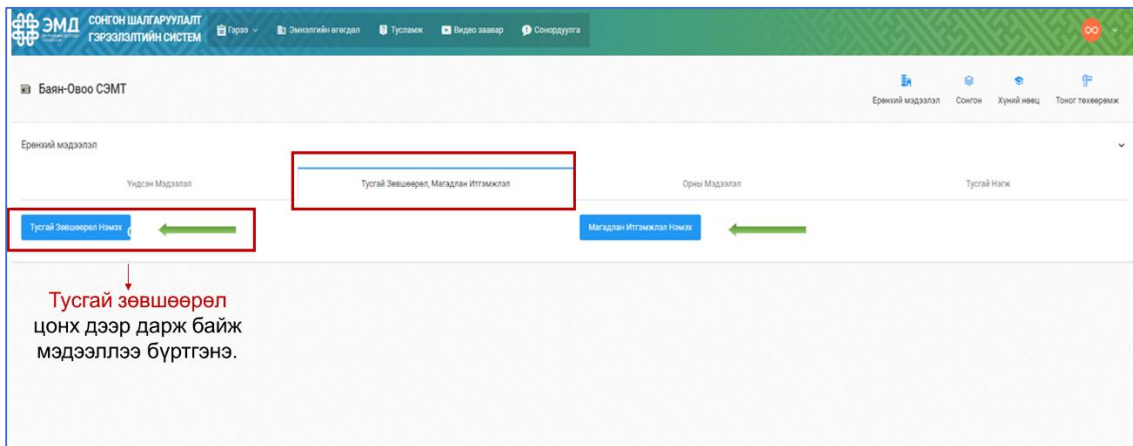 ЭМД
СОНГОН ШАЛГАРУУЛАЛТ
ГЭРЭЭЛЭЛТИЙН СИСТЕМ
Гэрээ
Эмнэлгийн өгөгдөл
Тусламж
Видео заавар
Сонордуулга
Баян-Овоо СЭМТ
Ерөнхий мэдээлэл
Сонгон
Хүний нөөц
Тоног төхөөрөмж
Ерөнхий мэдээлэл
Үндсэн Мэдээлэл
Тусгай Зөвшөөрөл, Магадлан Итгэмжлэл
Орны Мэдээлэл
Тусгай Нэгж
Тусгай Зөвшөөрөл Нэмэх
Магадлан Итгэмжлэл Нэмэх
Тусгай зөвшөөрөл
цонх дээр дарж байж
мэдээллээ бүртгэнэ.